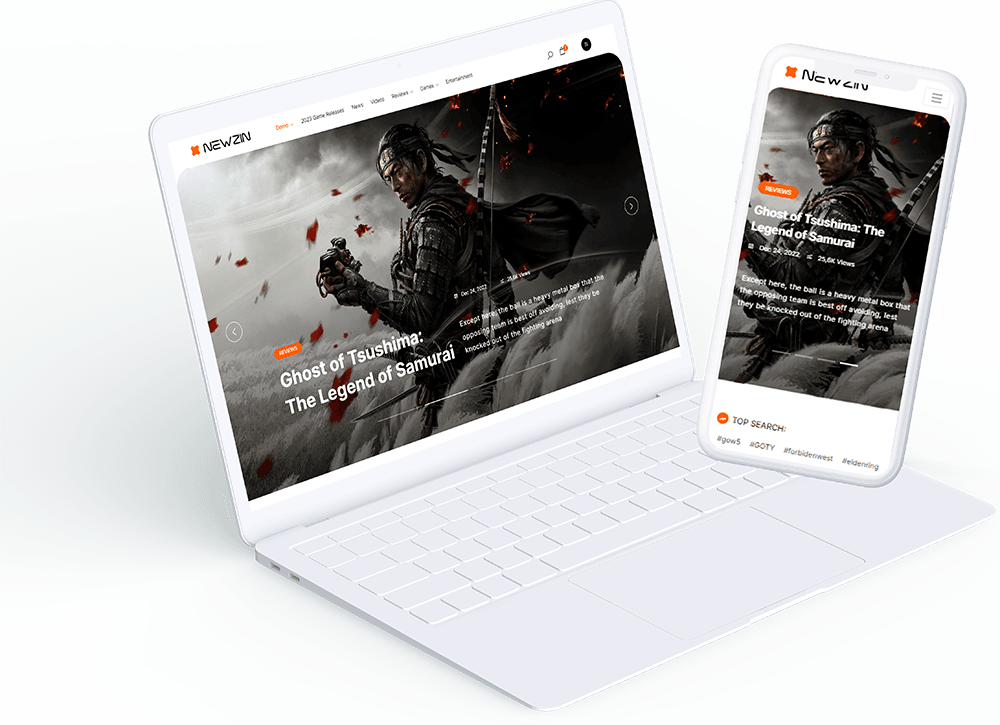 NEWZIN
Demo
2023 Game Releases
News
Videos
Reviews
Games
Entertainment
REVIEWS
Ghost of Tsushima:
The Legend of Samurai
Dec 24, 2022
25,6K Views
Except here, the ball is a heavy metal box that the
opposing team is best off avoiding, lest they be
knocked out of the fighting arena
NEWZIN
REVIEWS
Ghost of Tsushima: The
Legend of Samurai
Dec 24, 2022
25,6K Views
Except here, the ball is a heavy metal box that
the opposing team is best off avoiding, lest
they be knocked out of the fighting arena
TOP SEARCH:
#gow5 #GOTY #forbidenwest #eldenring